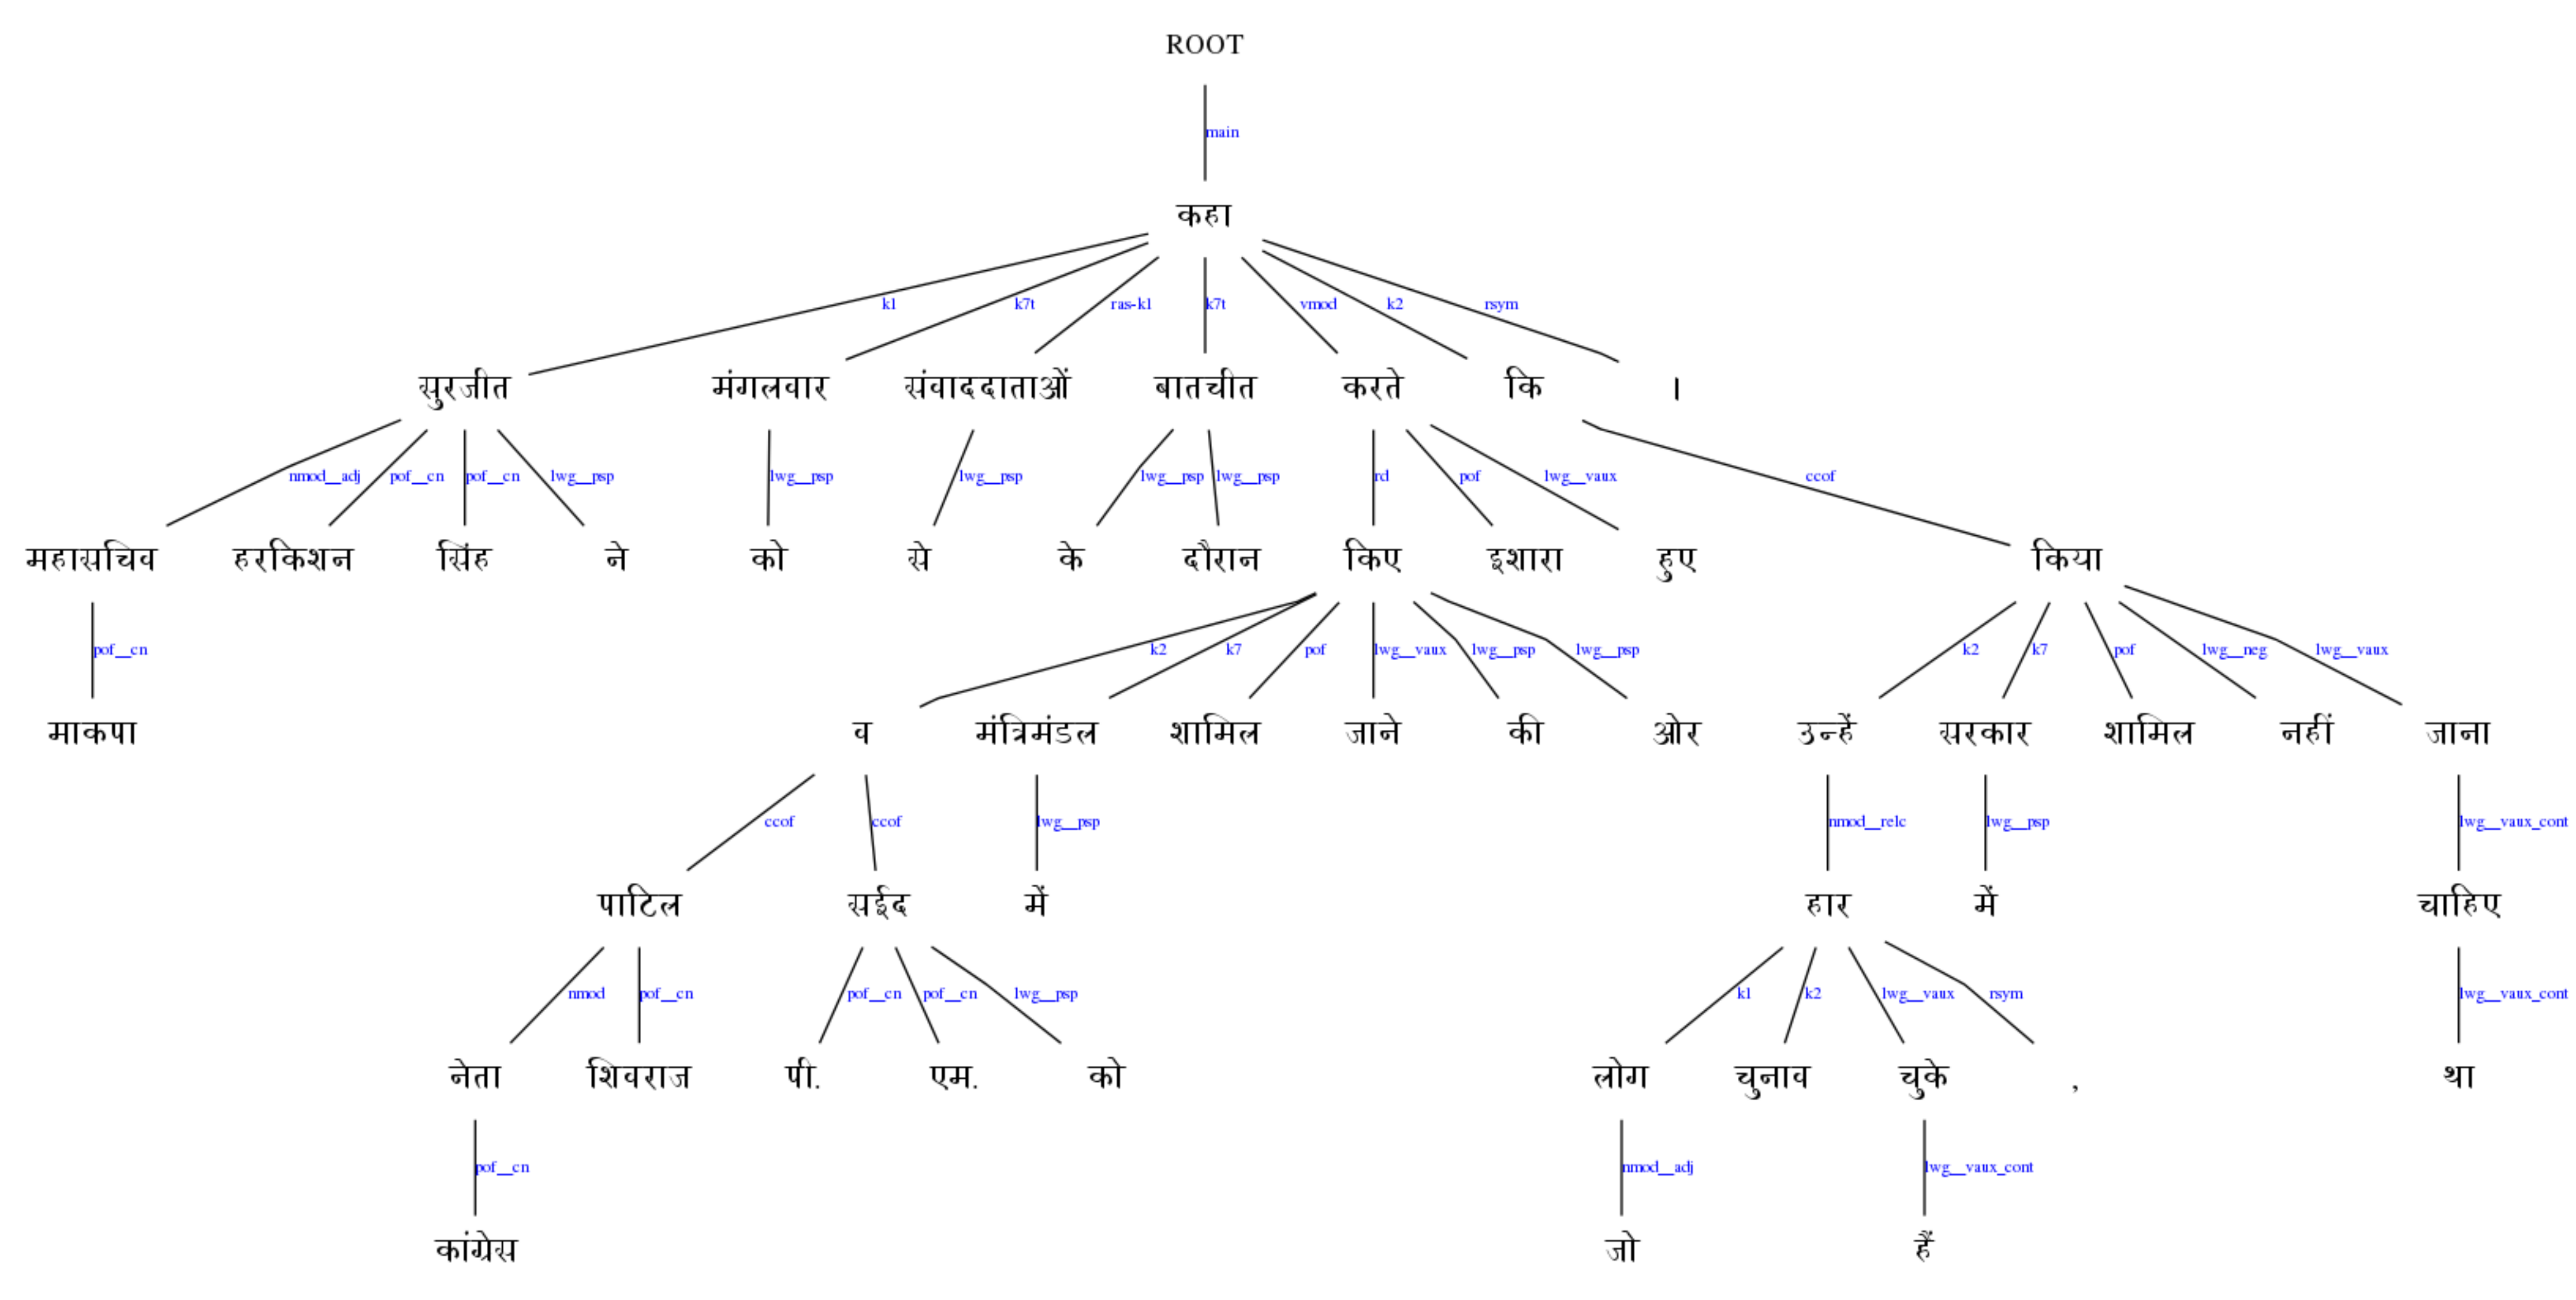 ROOT
main
कहा
k1 k7t ras-k1 k7t vmod k2 rsym
सुरजीत मंगलवार संवाददाताओं बातचीत करते कि ।
nmod__adj pof__cn pof__cn lwg__psp lwg__psp lwg__psp lwg__psp lwg__psp rd pof lwg__vaux ccof
महासचिव हरकिशन सिंह ने को से के दौरान किए इशारा हुए किया
pof__cn k2 k7 pof lwg__vaux lwg__psp lwg__psp k2 k7 pof lwg__neg lwg__vaux
माकपा व मंत्रिमंडल शामिल जाने की ओर उन्हें सरकार शामिल नहीं जाना
ccof ccof lwg__psp nmod__relc lwg__psp lwg__vaux_cont
पाटिल सईद में हार में चाहिए
nmod pof__cn pof__cn pof__cn lwg__psp k1 k2 lwg__vaux rsym lwg__vaux_cont
नेता शिवराज पी. एम. को लोग चुनाव चुके , था
pof__cn nmod__adj lwg__vaux_cont
कांग्रेस जो हैं